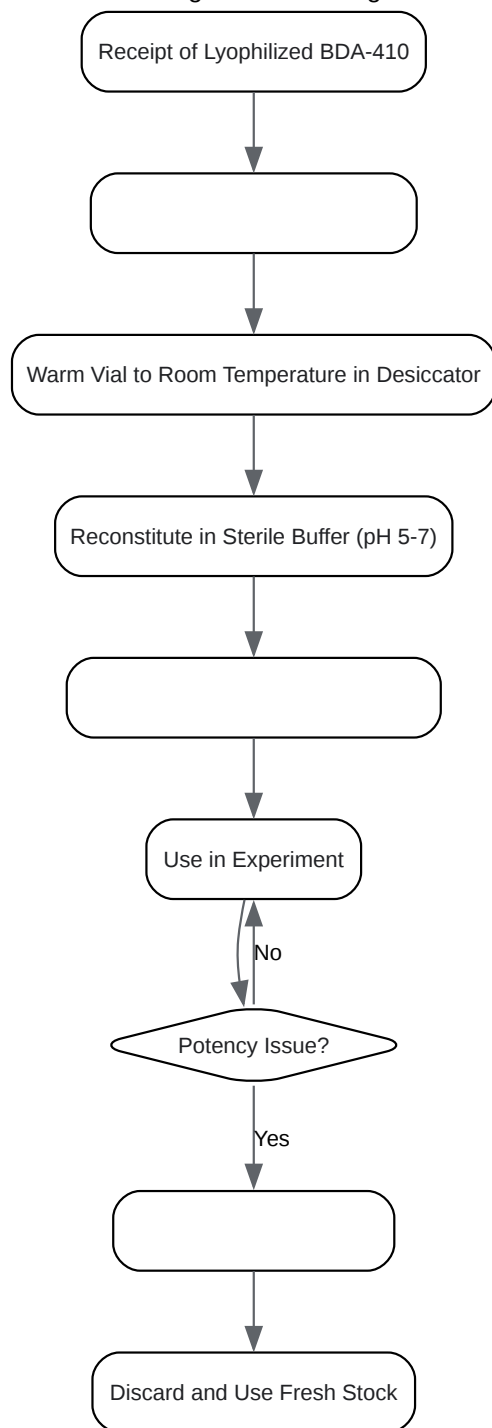 Receipt of Lyophilized BDA-410
Warm Vial to Room Temperature in Desiccator
Reconstitute in Sterile Buffer (pH 5-7)
Use in Experiment
No
Potency Issue?
Yes
Discard and Use Fresh Stock